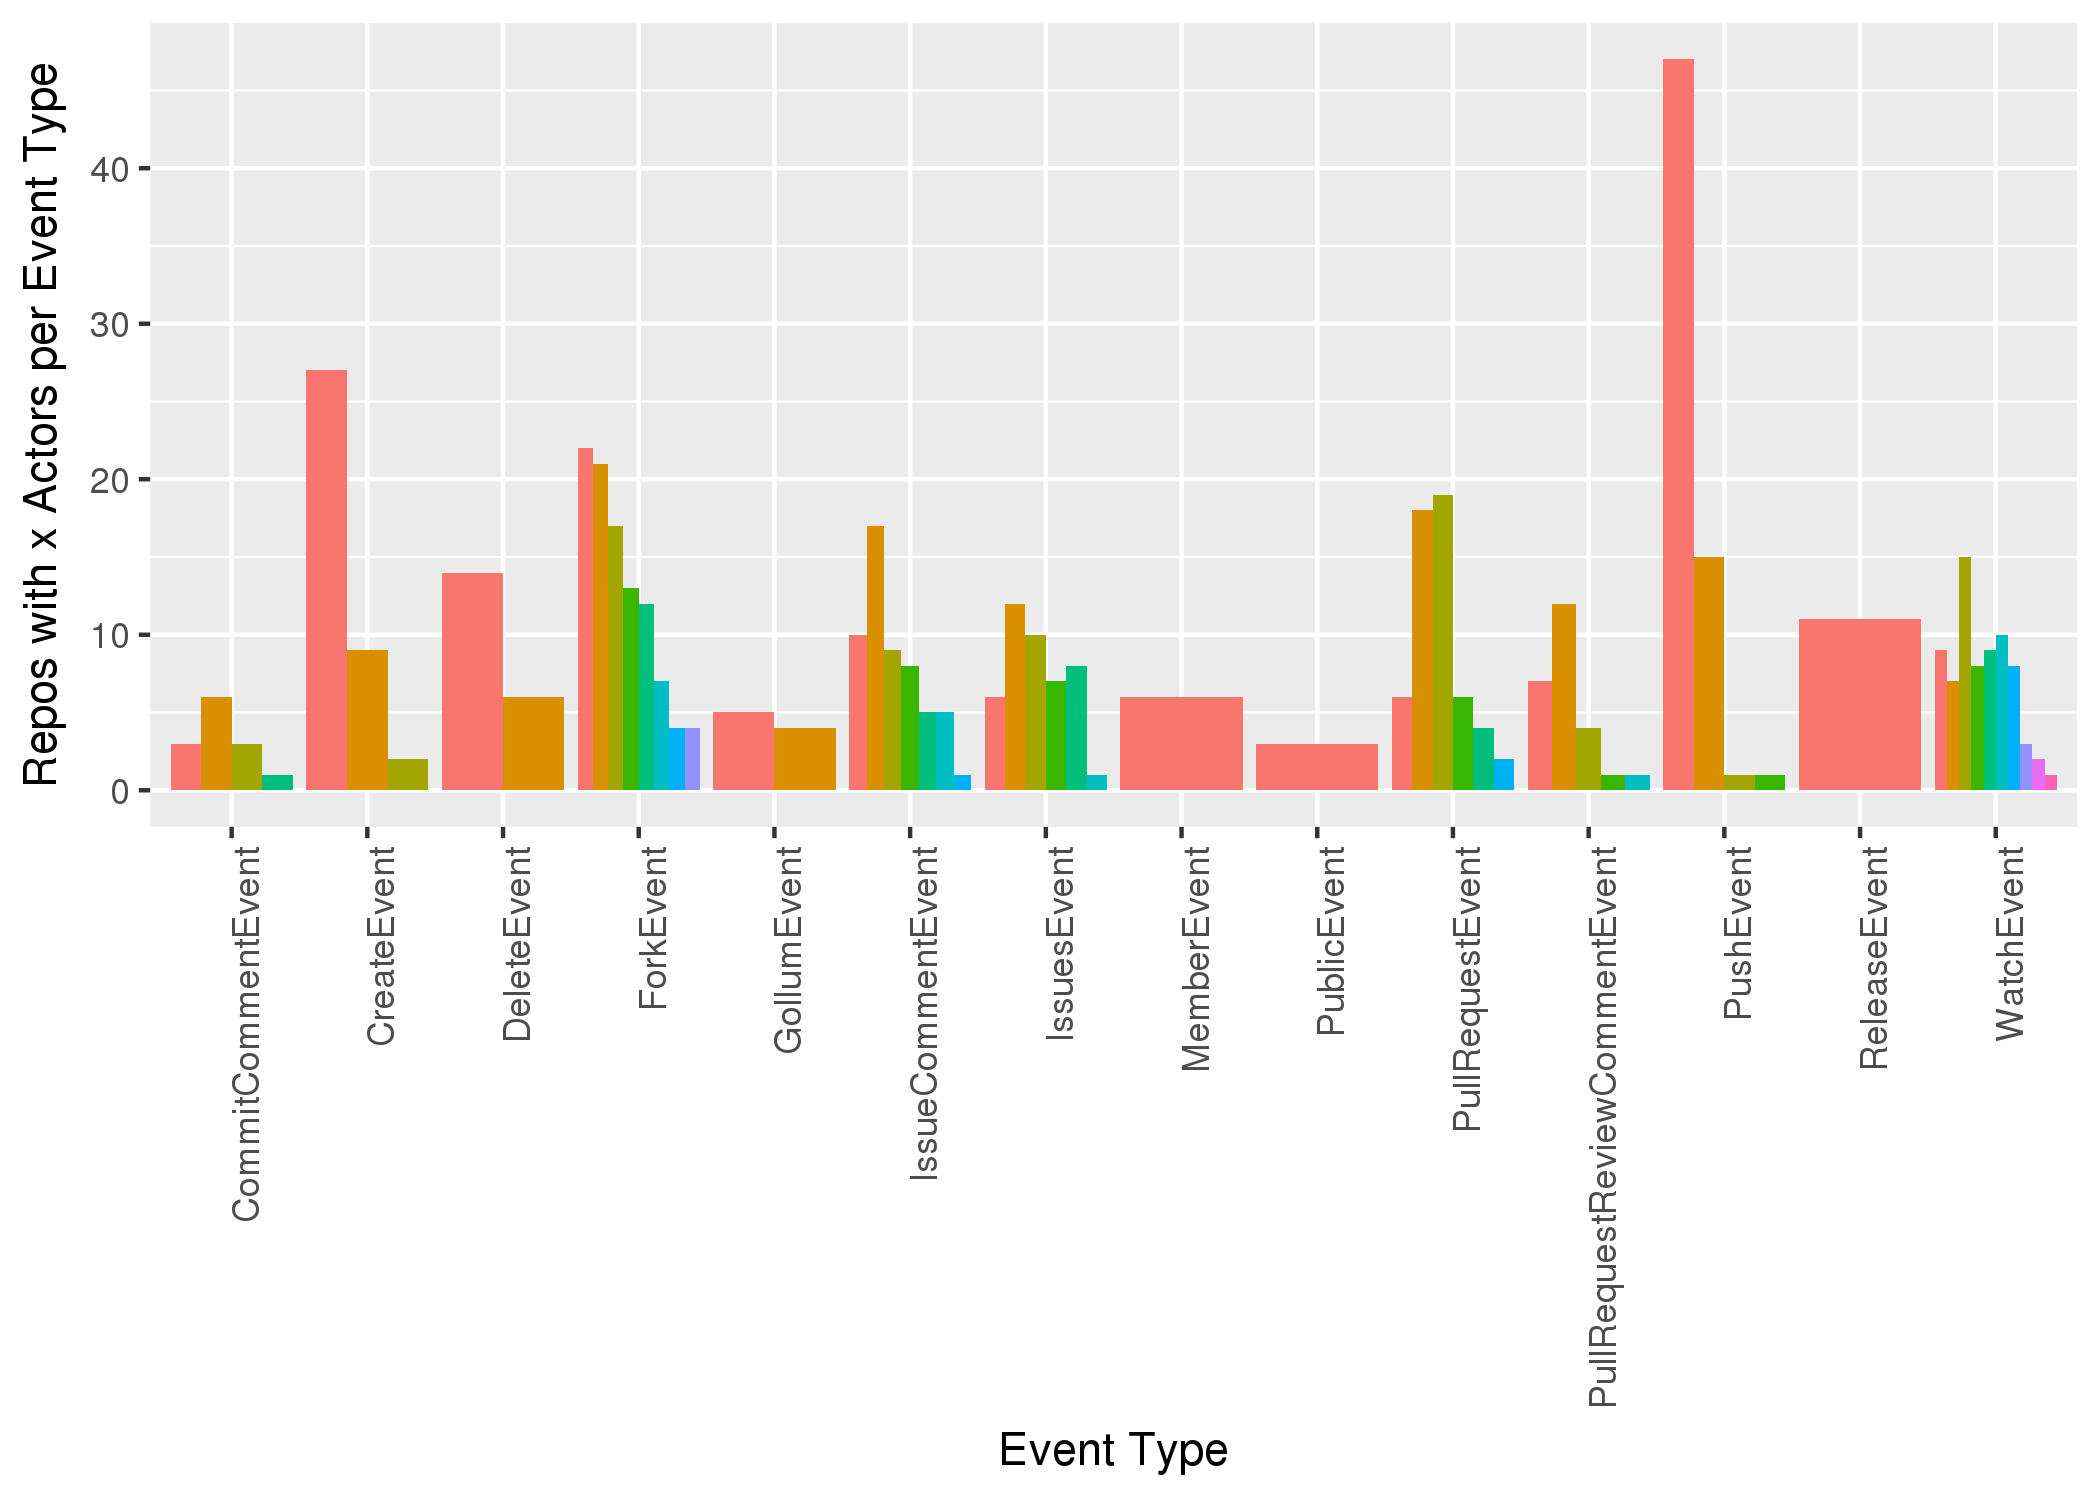 Repos with x Actors per Event Type
40
30
20
10
0
CommitCommentEvent
CreateEvent
DeleteEvent
ForkEvent
GollumEvent
IssueCommentEvent
IssuesEvent
MemberEvent
PublicEvent
PullRequestEvent
PullRequestReviewCommentEvent
PushEvent
ReleaseEvent
WatchEvent
Event Type